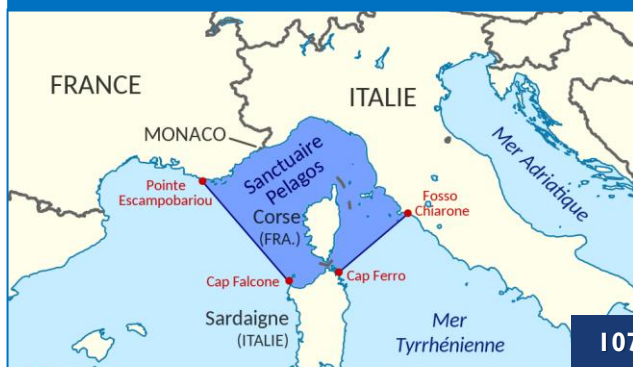 FRANCE
ITALIE
MONACO
Sanctuaire
Pelagos
Mer Adriatique
Pointe
Escampobariou
Corse
(FRA.)
Fosso
Chiarone
Cap Falcone
Cap Ferro
Sardaigne
(ITALIE)
Mer
Tyrrhénienne
107